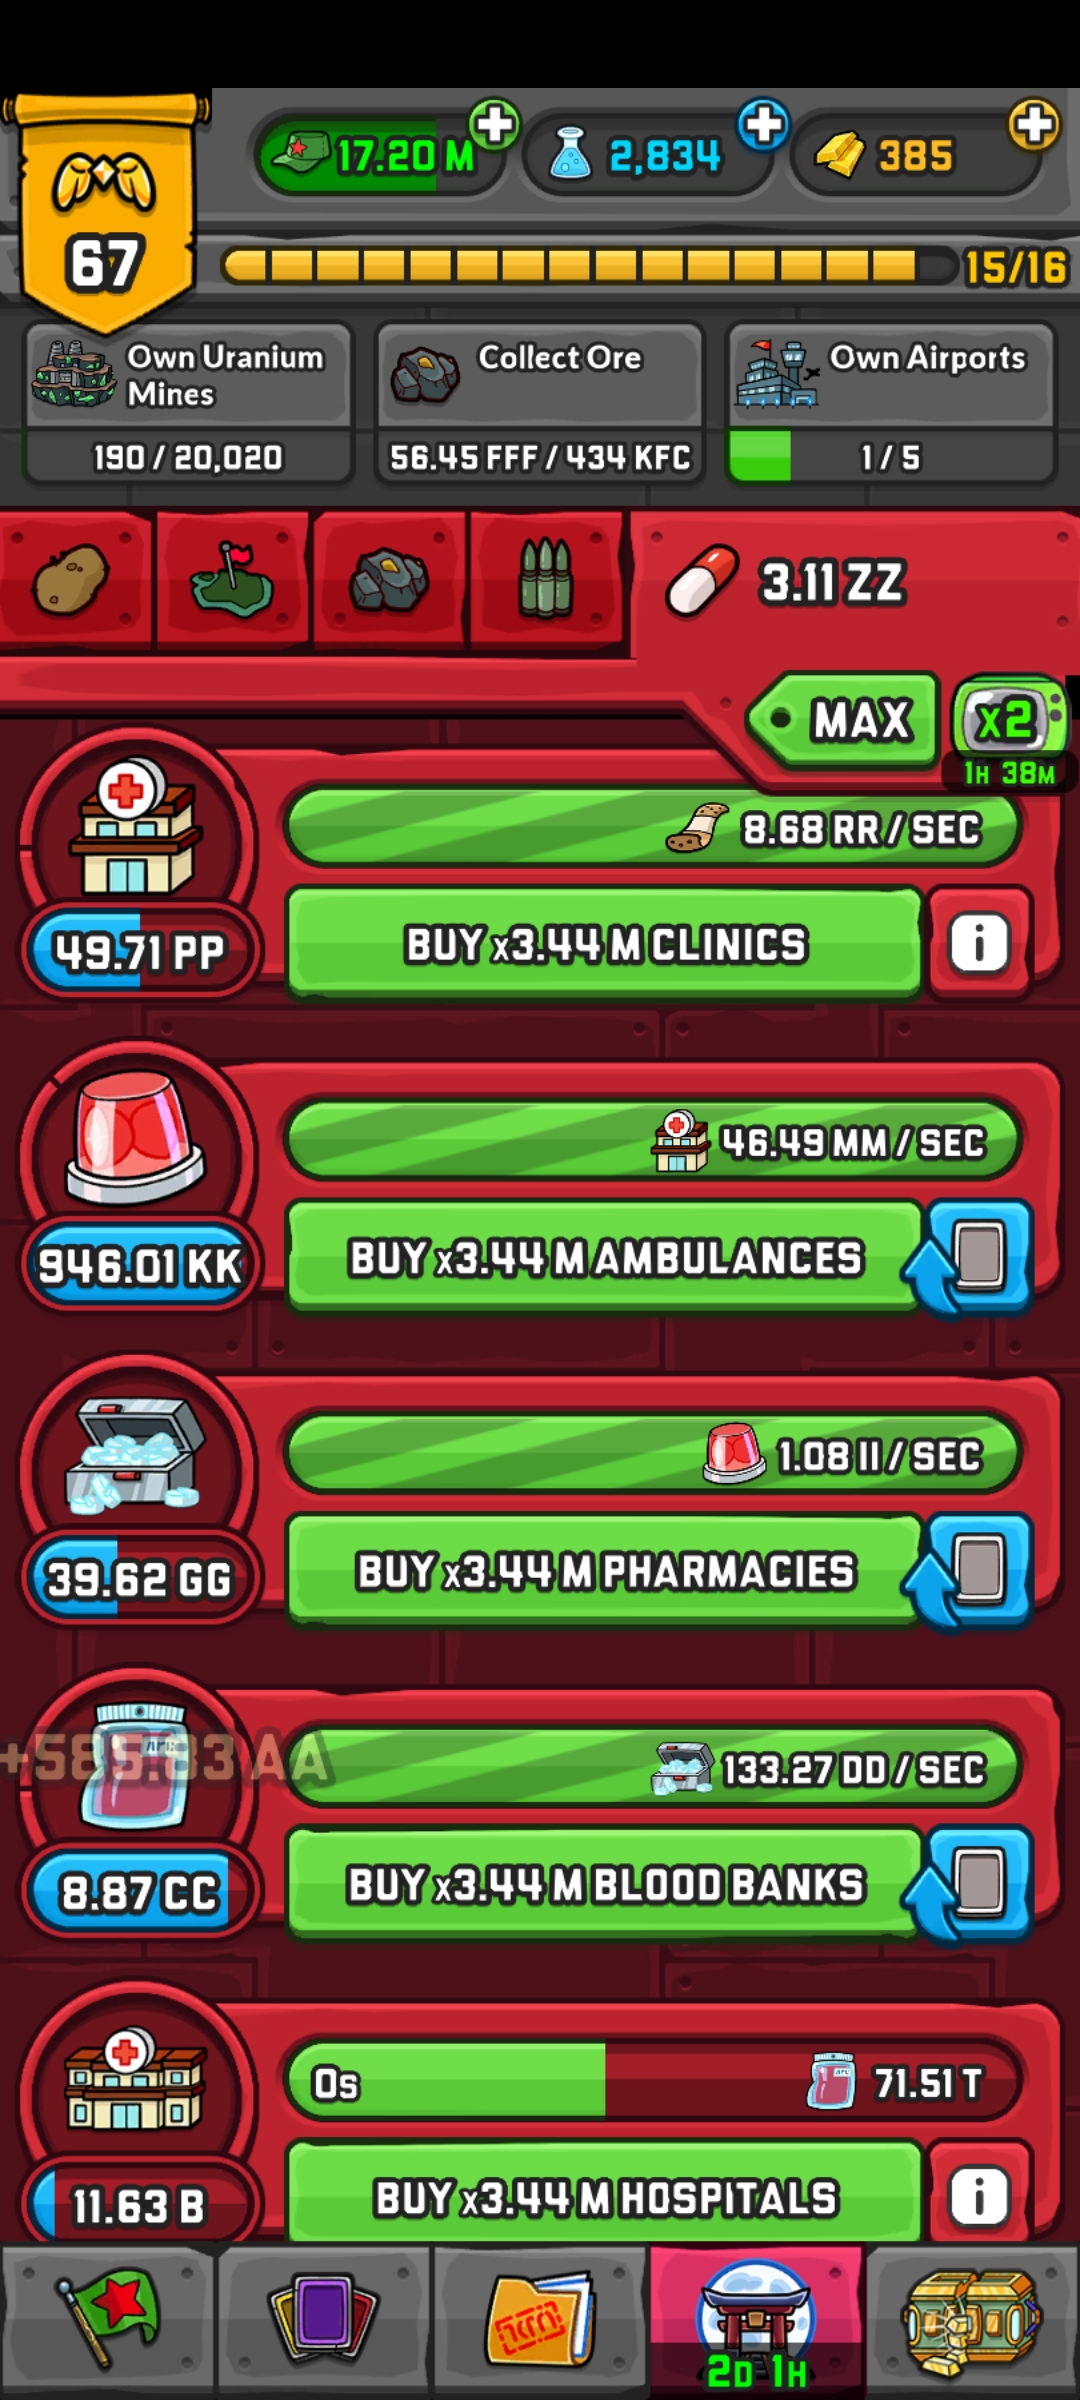 17.20 M
2,834
385
67
15/16
Own Uranium
Mines
190 / 20,020
Collect Ore
56.45 FFF / 434 KFC
Own Airports
1 / 5
3.11 ZZ
MAX
x2
1H 38M
8.68 RR / SEC
49.71 PP
BUY x3.44 M CLINICS
i
46.49 MM / SEC
946.01 KK
BUY x3.44 M AMBULANCES
1.08 II / SEC
39.62 GG
BUY x3.44 M PHARMACIES
+585.83 AA
133.27 DD / SEC
8.87 CC
BUY x3.44 M BLOOD BANKS
0s
71.51 T
11.63 B
BUY x3.44 M HOSPITALS
i
2D 1H